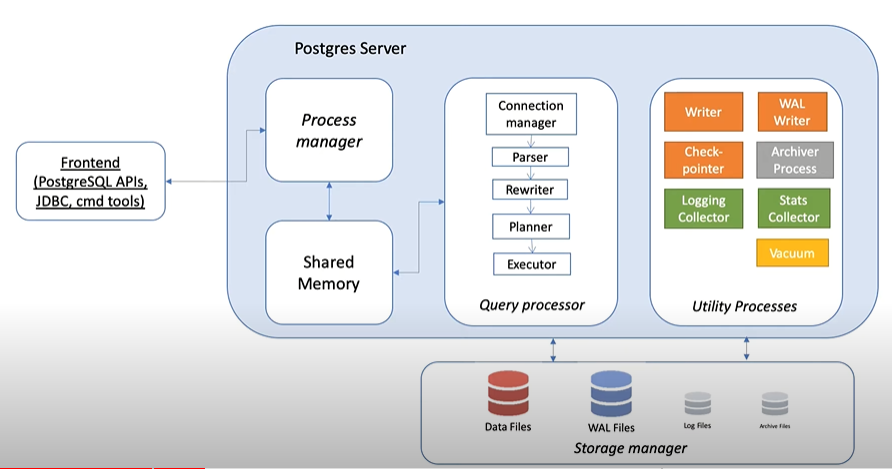 Postgres Server
Frontend
(PostgreSQL APIs,
JDBC, cmd tools)
Process
manager
Shared
Memory
Connection
manager
Parser
Rewriter
Planner
Executor
Query processor
Writer
WAL
Writer
Check-
pointer
Archiver
Process
Logging
Collector
Stats
Collector
Vacuum
Utility Processes
Data Files
WAL Files
Log Files
Archive Files
Storage manager